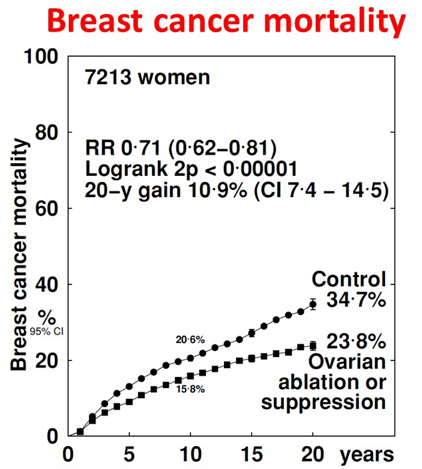 Breast cancer mortality
100
7213 women
80
RR 0·71 (0·62–0·81)
Logrank 2p < 0·00001
20–y gain 10·9% (CI 7·4 – 14·5)
60
Breast cancer mortality
%
95% CI
40
Control
34·7%
20·6%
23·8%
Ovarian
ablation or
suppression
20
15·8%
0
0 5 10 15 20 years